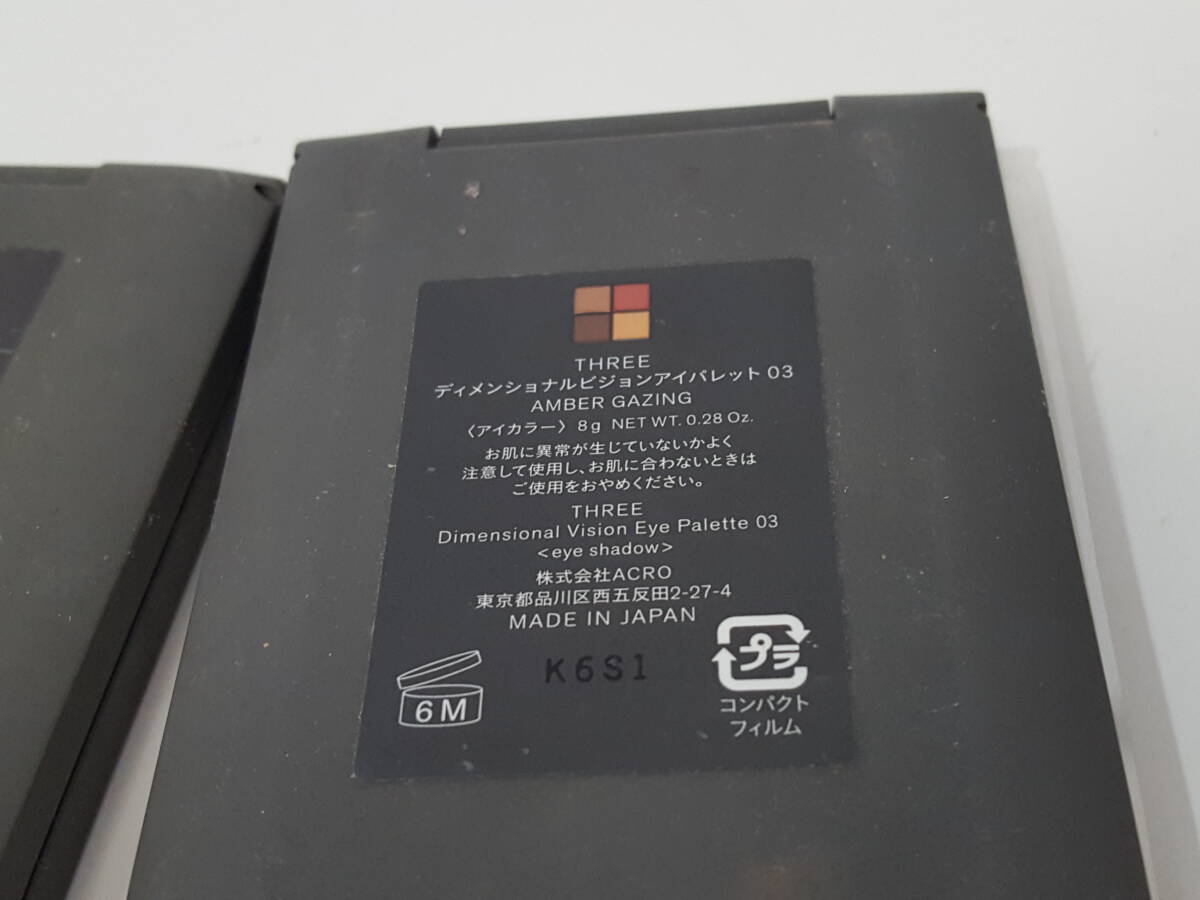 THREE
ディメンショナルビジョンアイパレット 03
AMBER GAZING
〈アイカラー〉 8g NET WT. 0.28 Oz.
お肌に異常が生じていないかよく
注意して使用し、お肌に合わないときは
ご使用をおやめください。
THREE
Dimensional Vision Eye Palette 03
<eye shadow>
株式会社ACRO
東京都品川区西五反田2-27-4
MADE IN JAPAN
K6S1
6M
プラ
コンパクト
フィルム